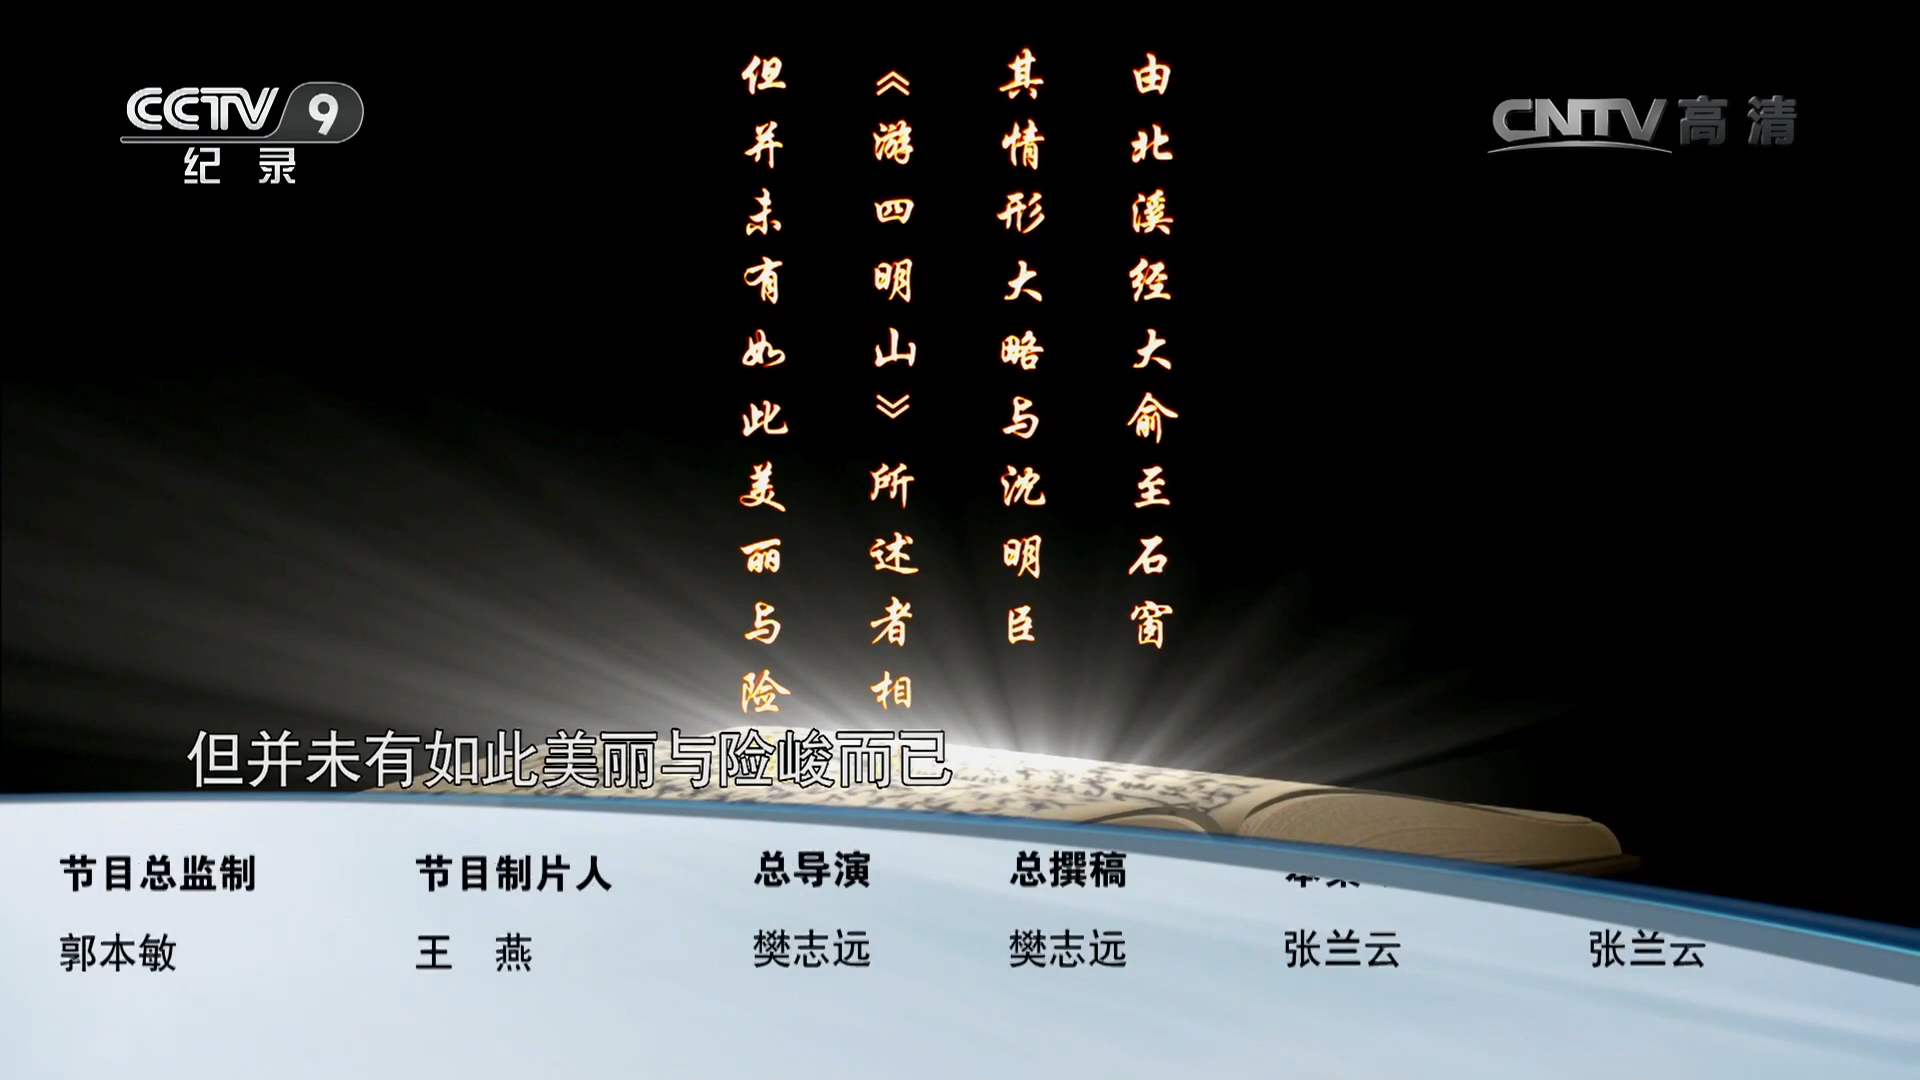 CCTV 9
纪 录
CNTV 高清
由北溪经大俞至石窗
其情形大略与沈明臣
《游四明山》所述者相
但并未有如此美丽与险
但并未有如此美丽与险峻而已
节目总监制 节目制片人 总导演 总撰稿
郭本敏 王 燕 樊志远 樊志远 张兰云 张兰云